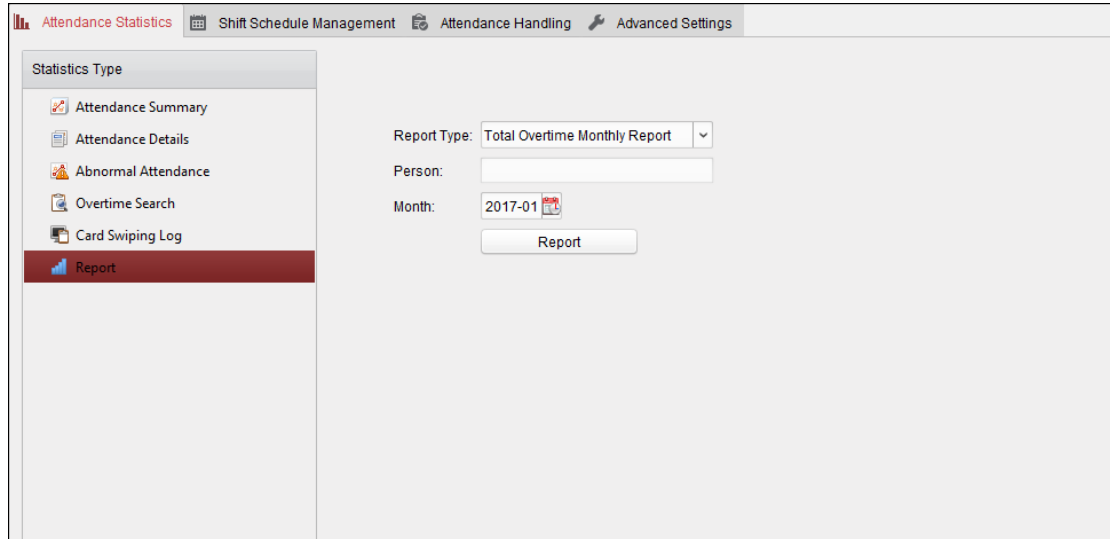 Attendance Statistics Shift Schedule Management Attendance Handling Advanced Settings
Statistics Type
Attendance Summary
Attendance Details
Abnormal Attendance
Overtime Search
Card Swiping Log
Report
Report Type: Total Overtime Monthly Report
Person:
Month: 2017-01
Report